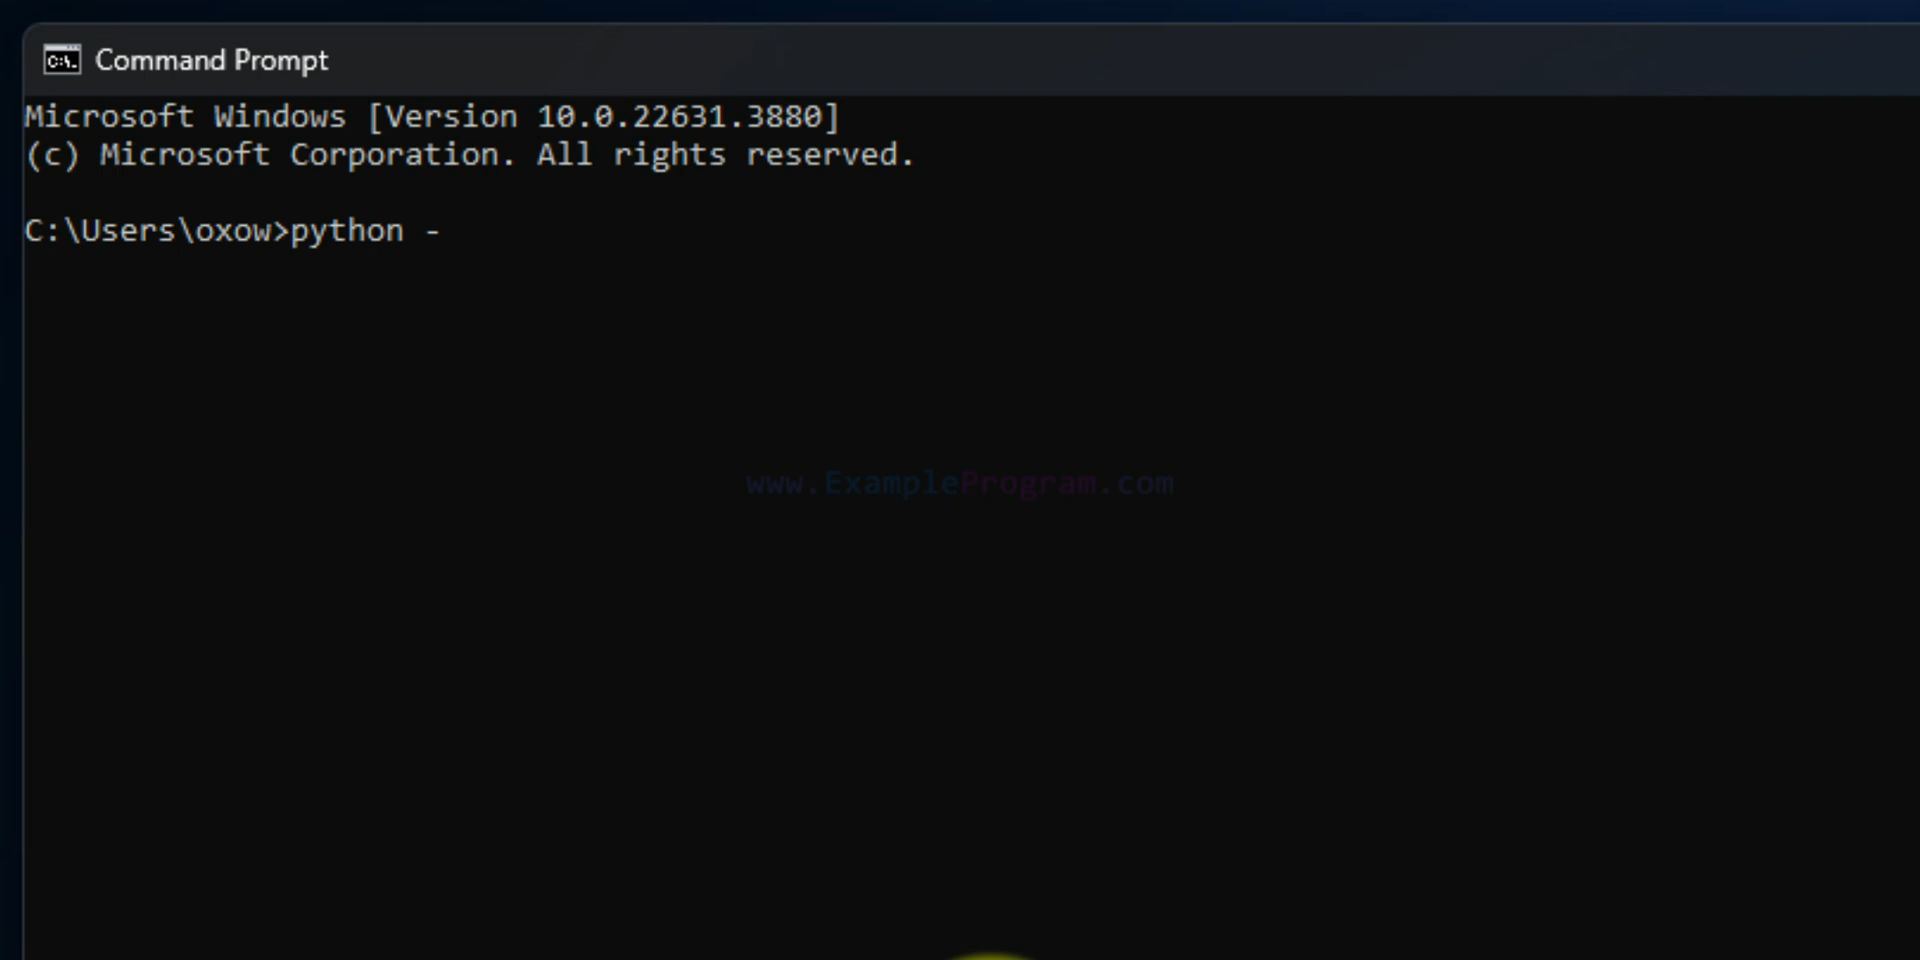 C:\. Command Prompt
Microsoft Windows [Version 10.0.22631.3880]
(c) Microsoft Corporation. All rights reserved.
C:\Users\oxow>python -
www.ExampleProgram.com